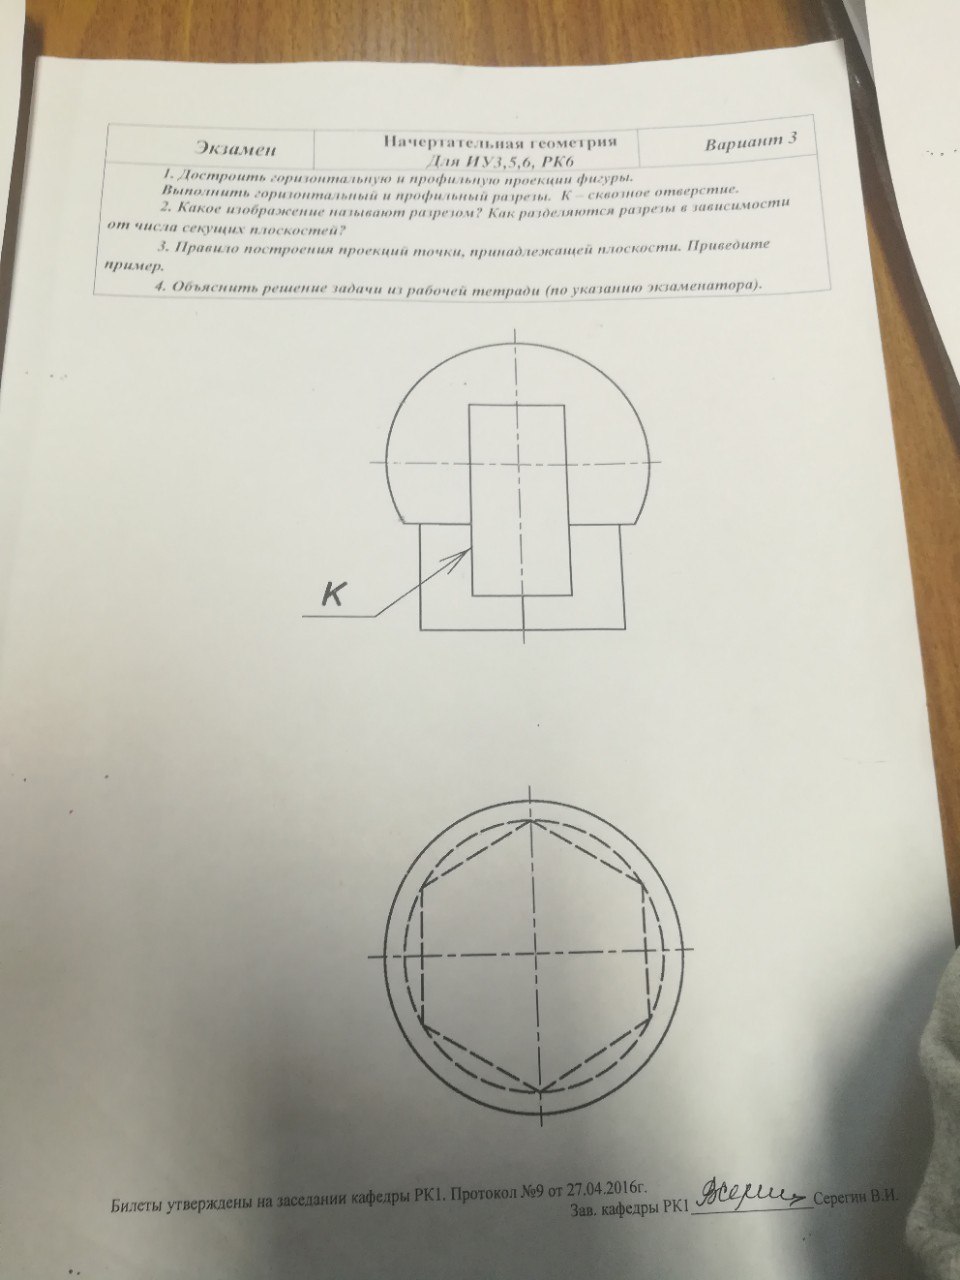 Экзамен
Начертательная геометрия
Для ИУ3,5,6, РК6
Вариант 3
1. Достроить горизонтальную и профильную проекции фигуры.
Выполнить горизонтальный и профильный разрезы. К – сквозное отверстие.
2. Какое изображение называют разрезом? Как разделяются разрезы в зависимости
от числа секущих плоскостей?
3. Правило построения проекций точки, принадлежащей плоскости. Приведите
пример.
4. Объяснить решение задачи из рабочей тетради (по указанию экзаменатора).
К
Билеты утверждены на заседании кафедры РК1. Протокол №9 от 27.04.2016г.
Зав. кафедры РК1 Серегин В.И.